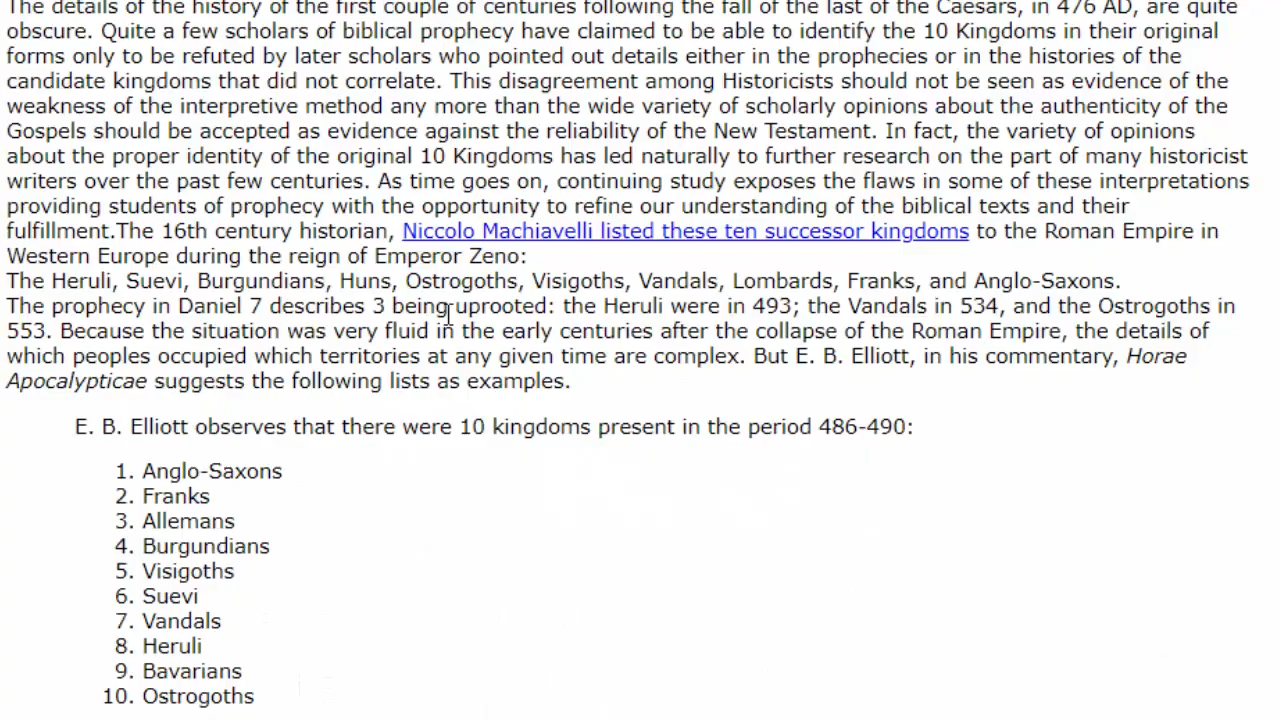 The details of the history of the first couple of centuries following the fall of the last of the Caesars, in 476 AD, are quite
obscure. Quite a few scholars of biblical prophecy have claimed to be able to identify the 10 Kingdoms in their original
forms only to be refuted by later scholars who pointed out details either in the prophecies or in the histories of the
candidate kingdoms that did not correlate. This disagreement among Historicists should not be seen as evidence of the
weakness of the interpretive method any more than the wide variety of scholarly opinions about the authenticity of the
Gospels should be accepted as evidence against the reliability of the New Testament. In fact, the variety of opinions
about the proper identity of the original 10 Kingdoms has led naturally to further research on the part of many historicist
writers over the past few centuries. As time goes on, continuing study exposes the flaws in some of these interpretations
providing students of prophecy with the opportunity to refine our understanding of the biblical texts and their
fulfillment.The 16th century historian, Niccolo Machiavelli listed these ten successor kingdoms to the Roman Empire in
Western Europe during the reign of Emperor Zeno:
The Heruli, Suevi, Burgundians, Huns, Ostrogoths, Visigoths, Vandals, Lombards, Franks, and Anglo-Saxons.
The prophecy in Daniel 7 describes 3 being uprooted: the Heruli were in 493; the Vandals in 534, and the Ostrogoths in
553. Because the situation was very fluid in the early centuries after the collapse of the Roman Empire, the details of
which peoples occupied which territories at any given time are complex. But E. B. Elliott, in his commentary, Horae
Apocalypticae suggests the following lists as examples.
E. B. Elliott observes that there were 10 kingdoms present in the period 486-490:
1. Anglo-Saxons
2. Franks
3. Allemans
4. Burgundians
5. Visigoths
6. Suevi
7. Vandals
8. Heruli
9. Bavarians
10. Ostrogoths